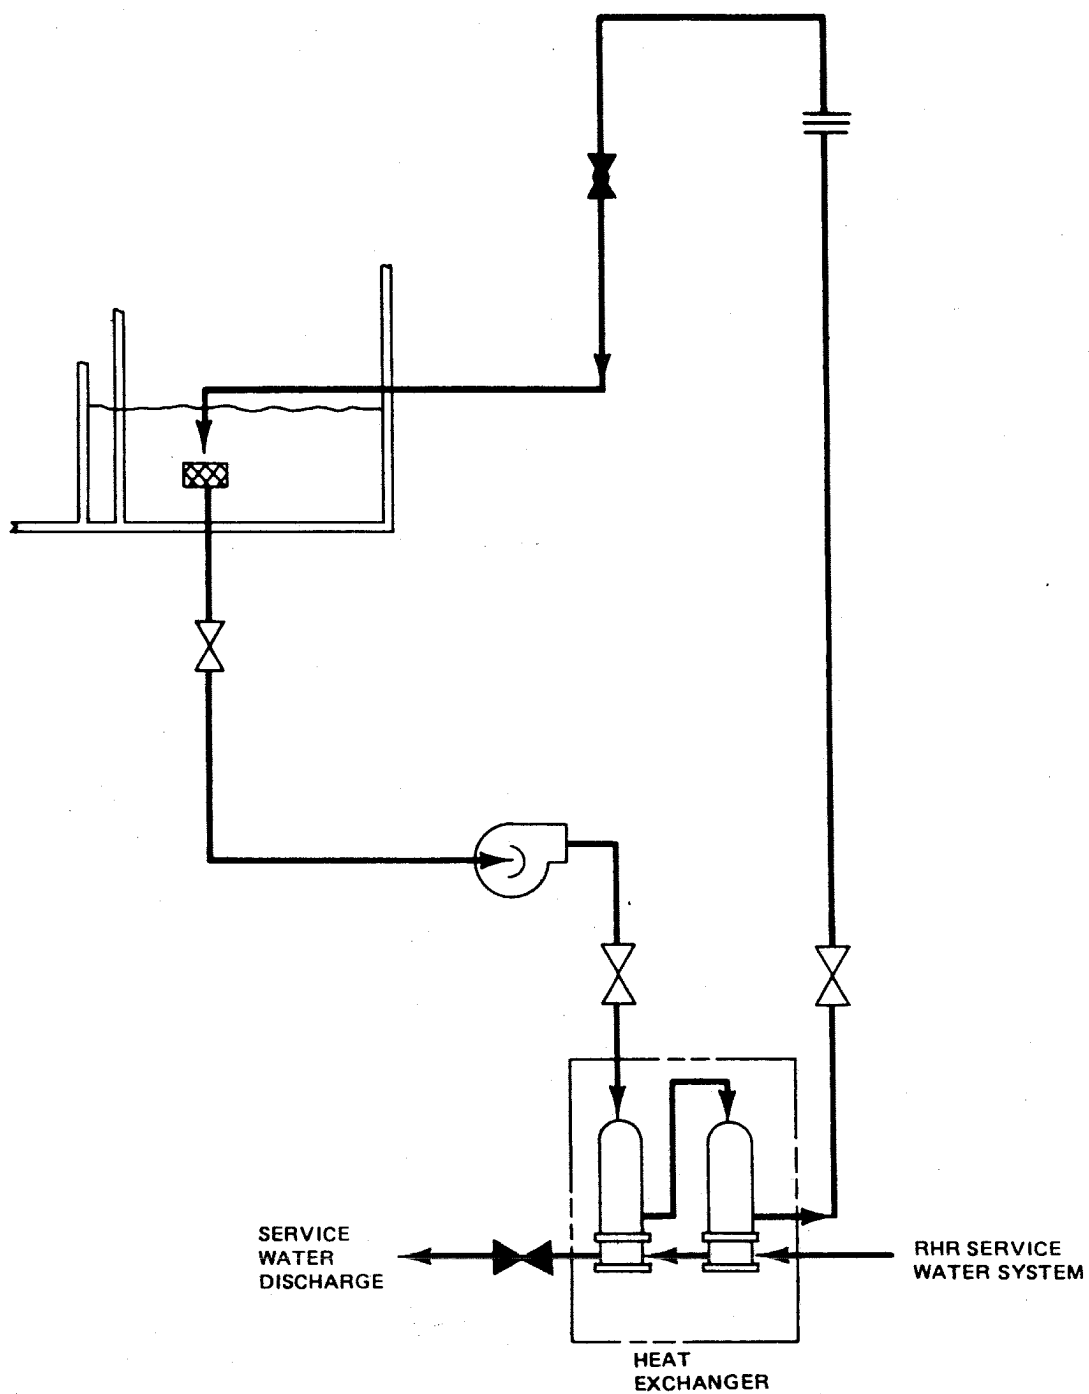 SERVICE
WATER
DISCHARGE
RHR SERVICE
WATER SYSTEM
HEAT
EXCHANGER